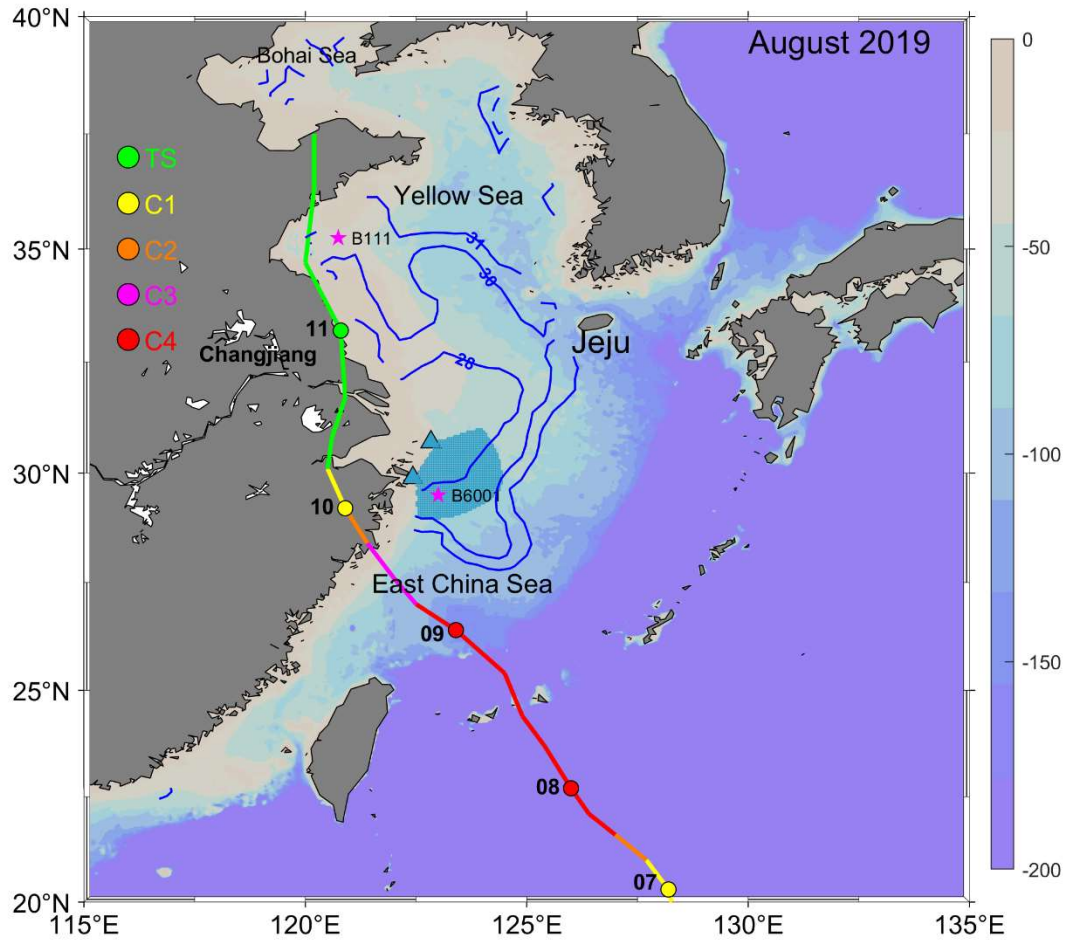 40°N
35°N
30°N
25°N
20°N
115°E
120°E
125°E
130°E
135°E
August 2019
Bohai Sea
TS
C1
C2
C3
C4
Yellow Sea
B111
31
30
28
Jeju
11
Changjiang
B6001
10
East China Sea
09
08
07
0
-50
-100
-150
-200